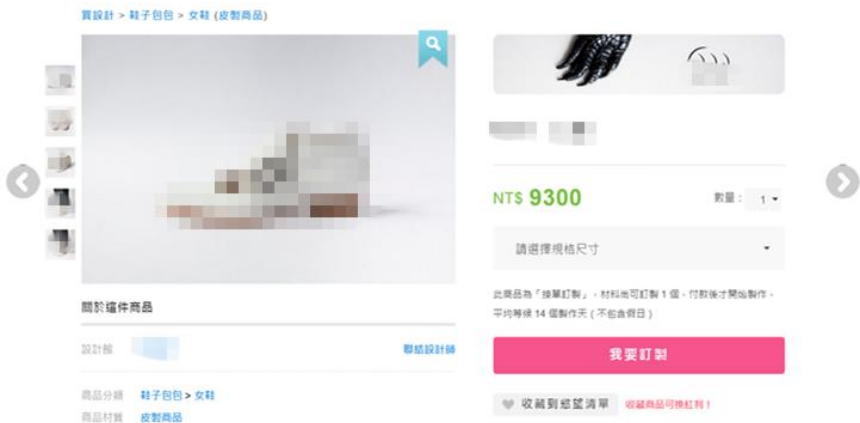 買設計 > 鞋子包包 > 女鞋 (皮製商品)
NT$ 9300
數量： 1
請選擇規格尺寸
此商品為「接單訂製」，材料尚可訂製 1 個，付款後才開始製作，
平均等候 14 個製作天 ( 不包含假日 )
我要訂製
收藏到慾望清單 收藏商品可換紅利！
關於這件商品
設計館
聯結設計師
商品分類 鞋子包包 > 女鞋
商品材質 皮製商品